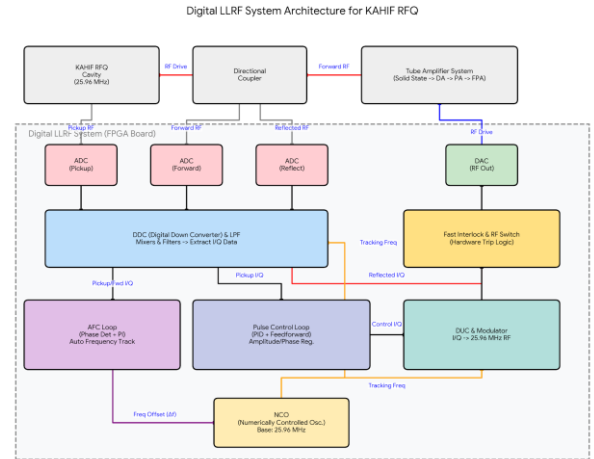 Digital LLRF System Architecture for KAHIF RFQ
KAHIF RFQ
Cavity
(25.96 MHz)
RF Drive
Directional
Coupler
Forward RF
Tube Amplifier System
(Solid State -> DA -> PA -> FPA)
Pickup RF
Forward RF
Reflected RF
RF Drive
Digital LLRF System (FPGA Board)
ADC
(Pickup)
ADC
(Forward)
ADC
(Reflect)
DAC
(RF Out)
DDC (Digital Down Converter) & LPF
Mixers & Filters -> Extract I/Q Data
Tracking Freq
Fast Interlock & RF Switch
(Hardware Trip Logic)
Pickup/Fwd I/Q
Pickup I/Q
Reflected I/Q
AFC Loop
(Phase Det + PI)
Auto Frequency Track
Pulse Control Loop
(PID + Feedforward)
Amplitude/Phase Reg.
Control I/Q
DUC & Modulator
I/Q -> 25.96 MHz RF
Tracking Freq
Freq Offset (Δf)
NCO
(Numerically Controlled Osc.)
Base: 25.96 MHz